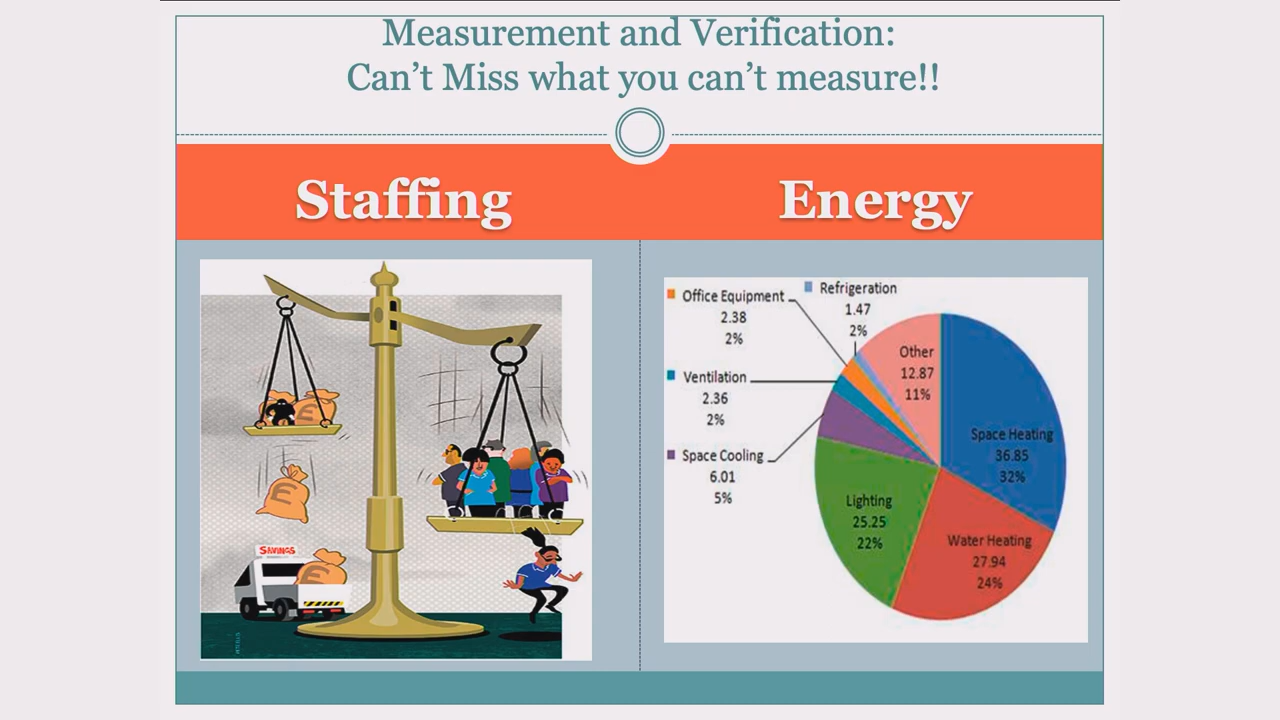 Measurement and Verification:
Can't Miss what you can't measure!!
Staffing
Energy
SAVINGS
Office Equipment
2.38
2%
Refrigeration
1.47
2%
Other
12.87
11%
Ventilation
2.36
2%
Space Cooling
6.01
5%
Space Heating
36.85
32%
Lighting
25.25
22%
Water Heating
27.94
24%